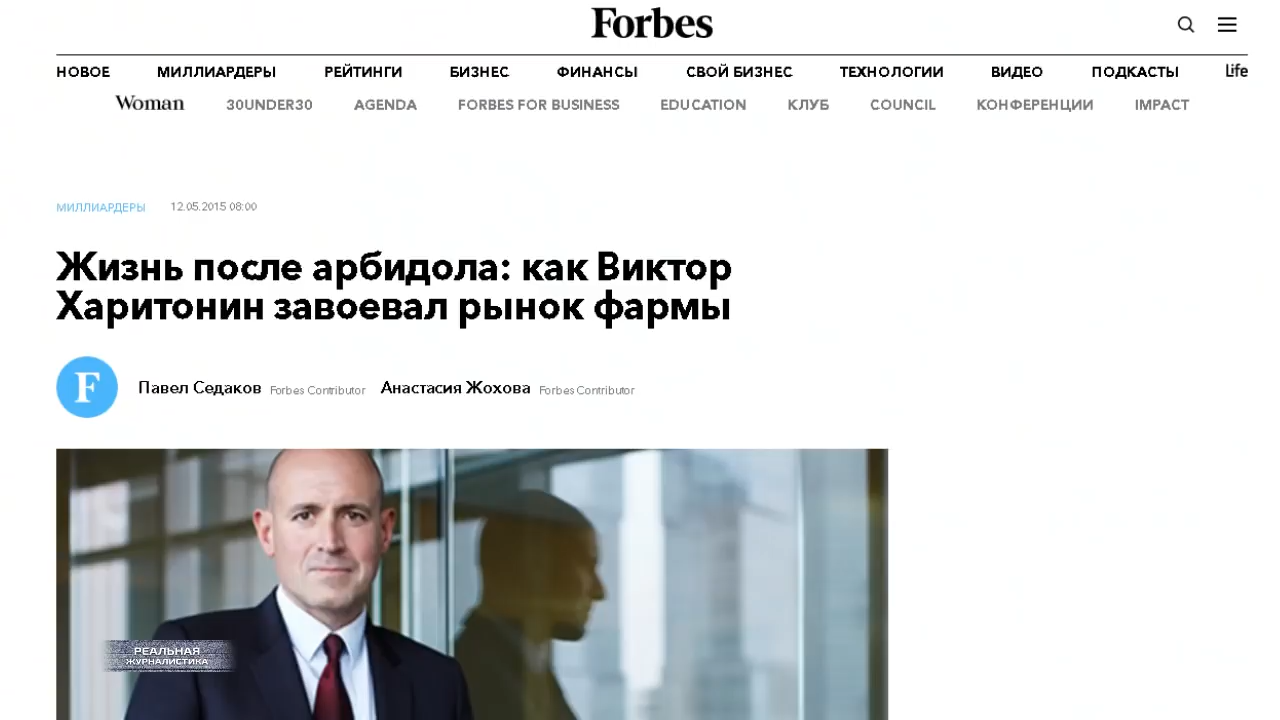 Forbes
НОВОЕ МИЛЛИАРДЕРЫ РЕЙТИНГИ БИЗНЕС ФИНАНСЫ СВОЙ БИЗНЕС ТЕХНОЛОГИИ ВИДЕО ПОДКАСТЫ Life
Woman 30UNDER30 AGENDA FORBES FOR BUSINESS EDUCATION КЛУБ COUNCIL КОНФЕРЕНЦИИ IMPACT
МИЛЛИАРДЕРЫ 12.05.2015 08:00
Жизнь после арбидола: как Виктор
Харитонин завоевал рынок фармы
F Павел Седаков Forbes Contributor Анастасия Жохова Forbes Contributor
РЕАЛЬНАЯ
ЖУРНАЛИСТИКА